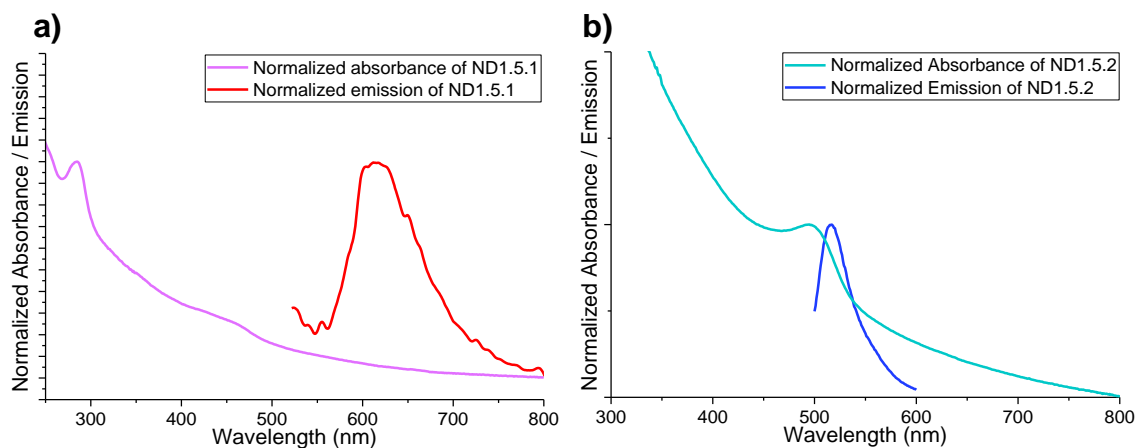 a)
Normalized absorbance of ND1.5.1
Normalized emission of ND1.5.1
Normalized Absorbance / Emission
300 400 500 600 700 800
Wavelength (nm)
b)
Normalized Absorbance of ND1.5.2
Normalized Emission of ND1.5.2
Normalized Absorbance / Emission
300 400 500 600 700 800
Wavelength (nm)